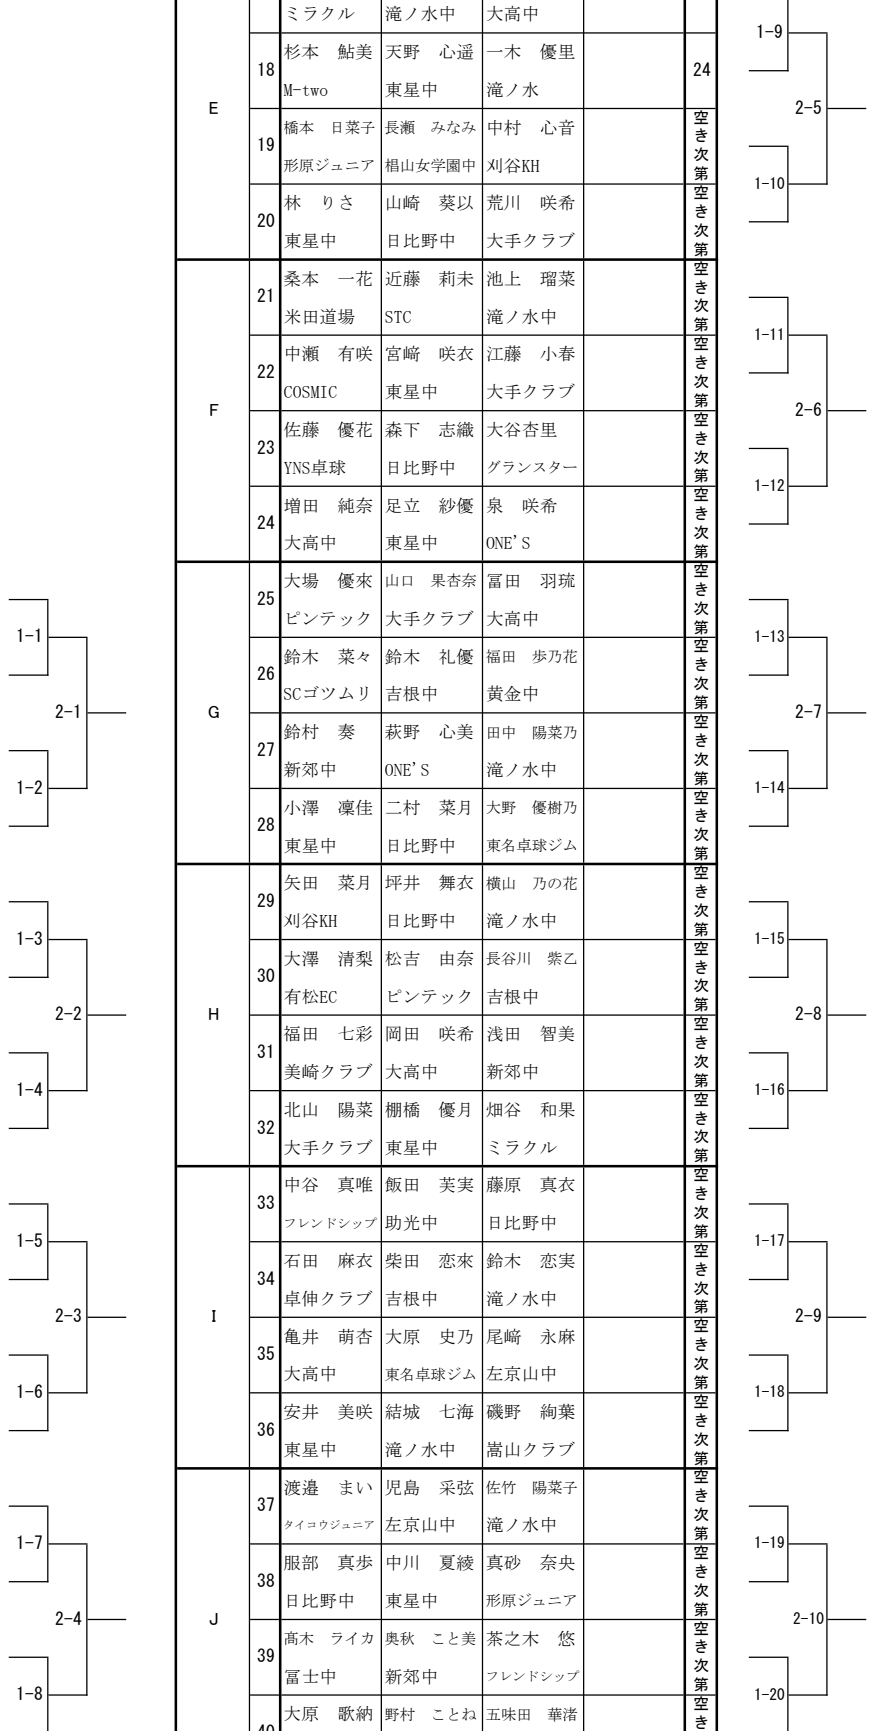 ミラクル 滝ノ水中 大高中
1-9
杉本 鮎美 天野 心遥 一木 優里
18 24
M-two 東星中 滝ノ水
E 2-5
橋本 日菜子 長瀬 みなみ 中村 心音
19 空き次第
形原ジュニア 椙山女学園中 刈谷KH
1-10
林 りさ 山崎 葵以 荒川 咲希
20 空き次第
東星中 日比野中 大手クラブ
桑本 一花 近藤 莉未 池上 瑠菜
21 空き次第
米田道場 STC 滝ノ水中
1-11
中瀬 有咲 宮﨑 咲衣 江藤 小春
22 空き次第
COSMIC 東星中 大手クラブ
F 2-6
佐藤 優花 森下 志織 大谷杏里
23 空き次第
YNS卓球 日比野中 グランスター
1-12
増田 純奈 足立 紗優 泉 咲希
24 空き次第
大高中 東星中 ONE'S
大場 優來 山口 果杏奈 冨田 羽琉
25 空き次第
ピンテック 大手クラブ 大高中
1-1 1-13
鈴木 菜々 鈴木 礼優 福田 歩乃花
26 空き次第
SCゴツムリ 吉根中 黄金中
2-1 G 2-7
鈴村 奏 萩野 心美 田中 陽菜乃
27 空き次第
新郊中 ONE'S 滝ノ水中
1-2 1-14
小澤 凜佳 二村 菜月 大野 優樹乃
28 空き次第
東星中 日比野中 東名卓球ジム
矢田 菜月 坪井 舞衣 横山 乃の花
29 空き次第
刈谷KH 日比野中 滝ノ水中
1-3 1-15
大澤 清梨 松吉 由奈 長谷川 紫乙
30 空き次第
有松EC ピンテック 吉根中
2-2 H 2-8
福田 七彩 岡田 咲希 浅田 智美
31 空き次第
美崎クラブ 大高中 新郊中
1-4 1-16
北山 陽菜 棚橋 優月 畑谷 和果
32 空き次第
大手クラブ 東星中 ミラクル
中谷 真唯 飯田 芙実 藤原 真衣
33 空き次第
フレンドシップ 助光中 日比野中
1-5 1-17
石田 麻衣 柴田 恋來 鈴木 恋実
34 空き次第
卓伸クラブ 吉根中 滝ノ水中
2-3 I 2-9
亀井 萌杏 大原 史乃 尾﨑 永麻
35 空き次第
大高中 東名卓球ジム 左京山中
1-6 1-18
安井 美咲 結城 七海 磯野 絢葉
36 空き次第
東星中 滝ノ水中 嵩山クラブ
渡邉 まい 児島 采弦 佐竹 陽菜子
37 空き次第
タイコウジュニア 左京山中 滝ノ水中
1-7 1-19
服部 真歩 中川 夏綾 真砂 奈央
38 空き次第
日比野中 東星中 形原ジュニア
2-4 J 2-10
髙木 ライカ 奥秋 こと美 茶之木 悠
39 空き次第
冨士中 新郊中 フレンドシップ
1-8 1-20
大原 歌納 野村 ことね 五味田 華渚
40 空き